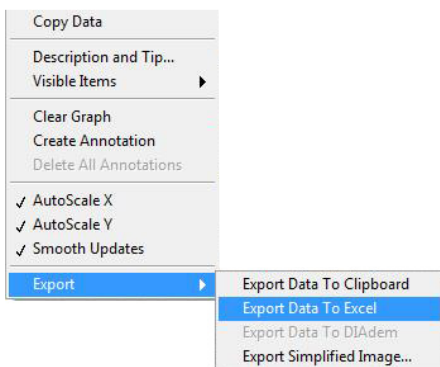 Copy Data
Description and Tip...
Visible Items
Clear Graph
Create Annotation
Delete All Annotations
AutoScale X
AutoScale Y
Smooth Updates
Export
Export Data To Clipboard
Export Data To Excel
Export Data To DIAdem
Export Simplified Image...